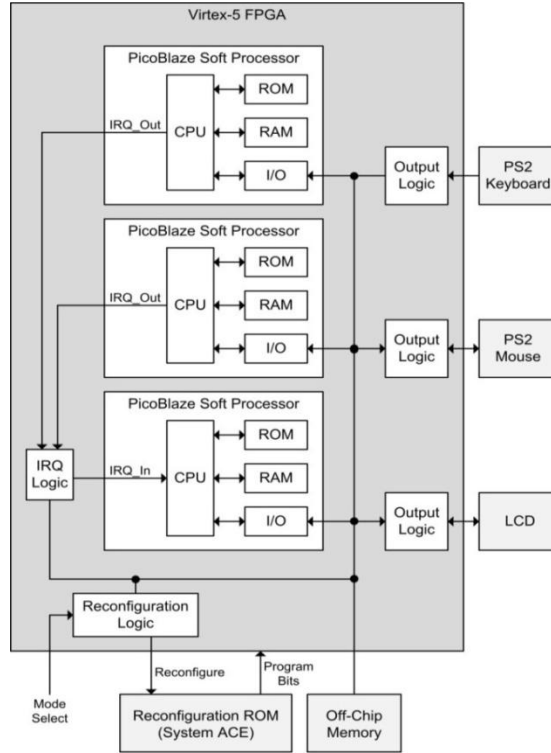 Virtex-5 FPGA
PicoBlaze Soft Processor
IRQ_Out
CPU
ROM
RAM
I/O
Output
Logic
PS2
Keyboard
PicoBlaze Soft Processor
IRQ_Out
CPU
ROM
RAM
I/O
Output
Logic
PS2
Mouse
PicoBlaze Soft Processor
IRQ
Logic
IRQ_In
CPU
ROM
RAM
I/O
Output
Logic
LCD
Reconfiguration
Logic
Mode
Select
Reconfigure
Program
Bits
Reconfiguration ROM
(System ACE)
Off-Chip
Memory